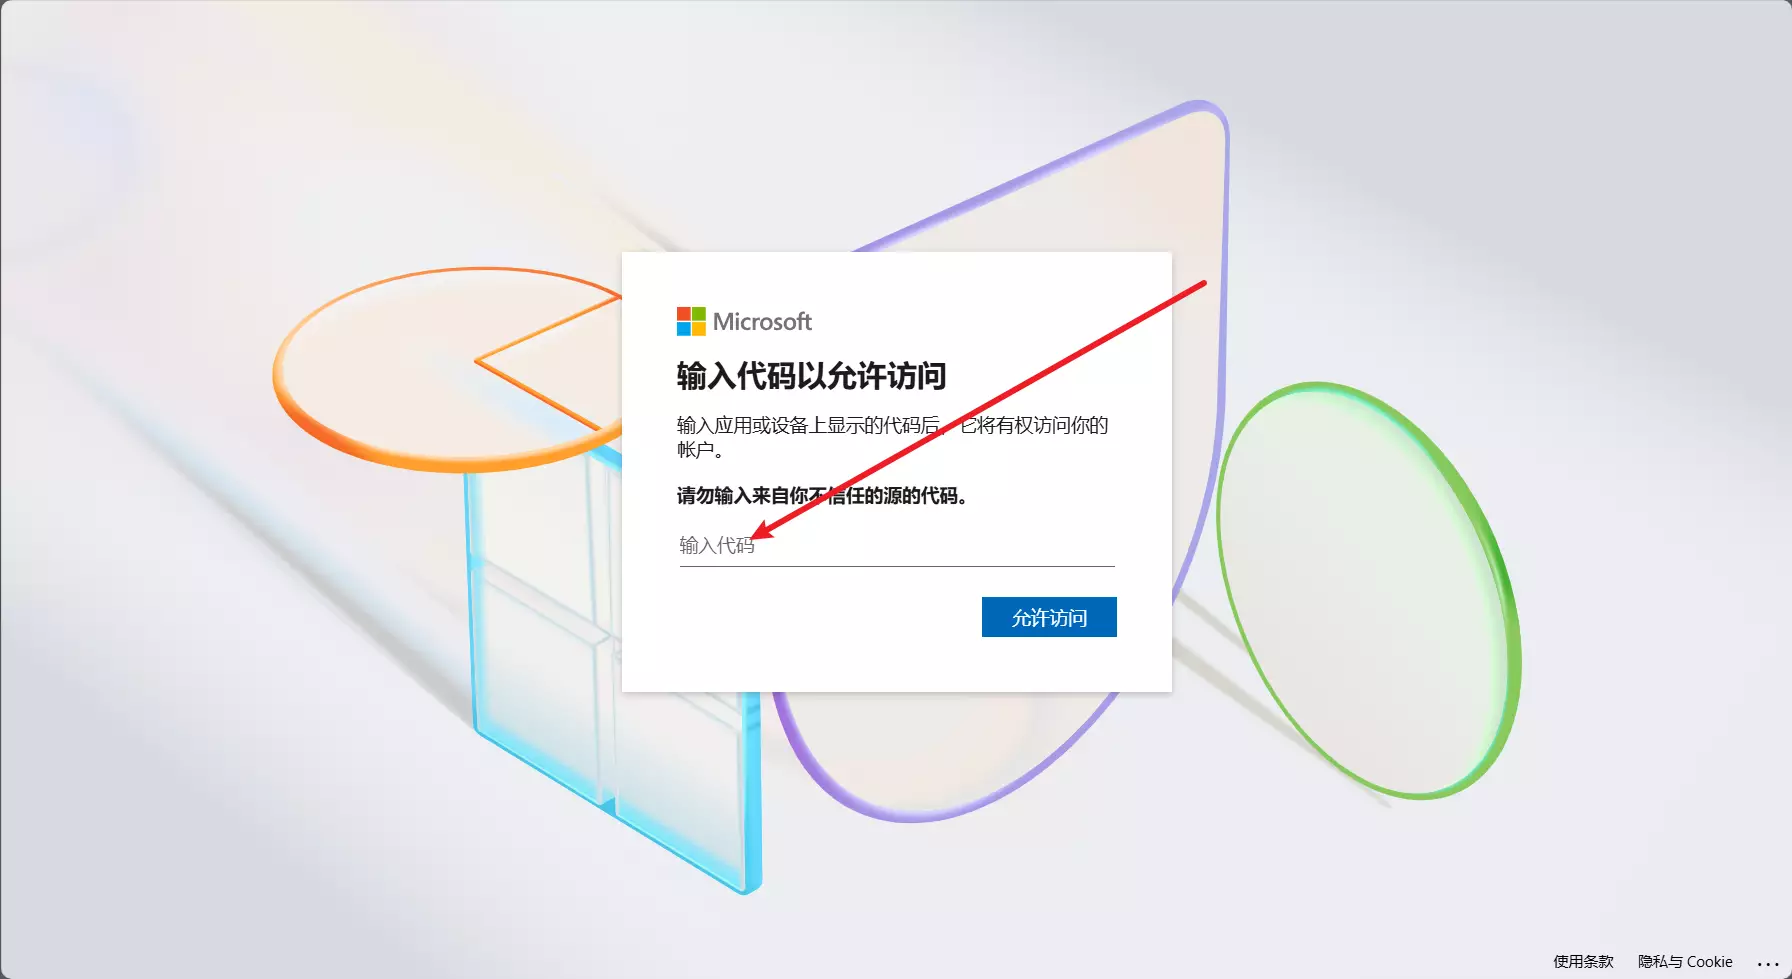 Microsoft
输入代码以允许访问
输入应用或设备上显示的代码后，它将有权访问你的
帐户。
请勿输入来自你不信任的源的代码。
输入代码
允许访问
使用条款 隐私与 Cookie ...